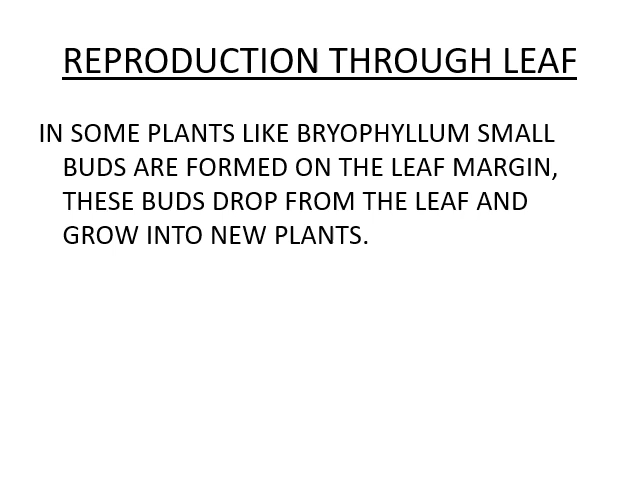 REPRODUCTION THROUGH LEAF
IN SOME PLANTS LIKE BRYOPHYLLUM SMALL
BUDS ARE FORMED ON THE LEAF MARGIN,
THESE BUDS DROP FROM THE LEAF AND
GROW INTO NEW PLANTS.